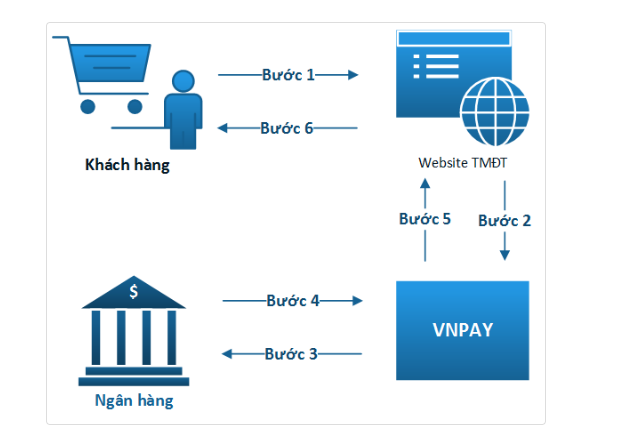 Bước 1
Bước 6
Khách hàng
Website TMĐT
Bước 5
Bước 2
$
Bước 4
Bước 3
VNPAY
Ngân hàng